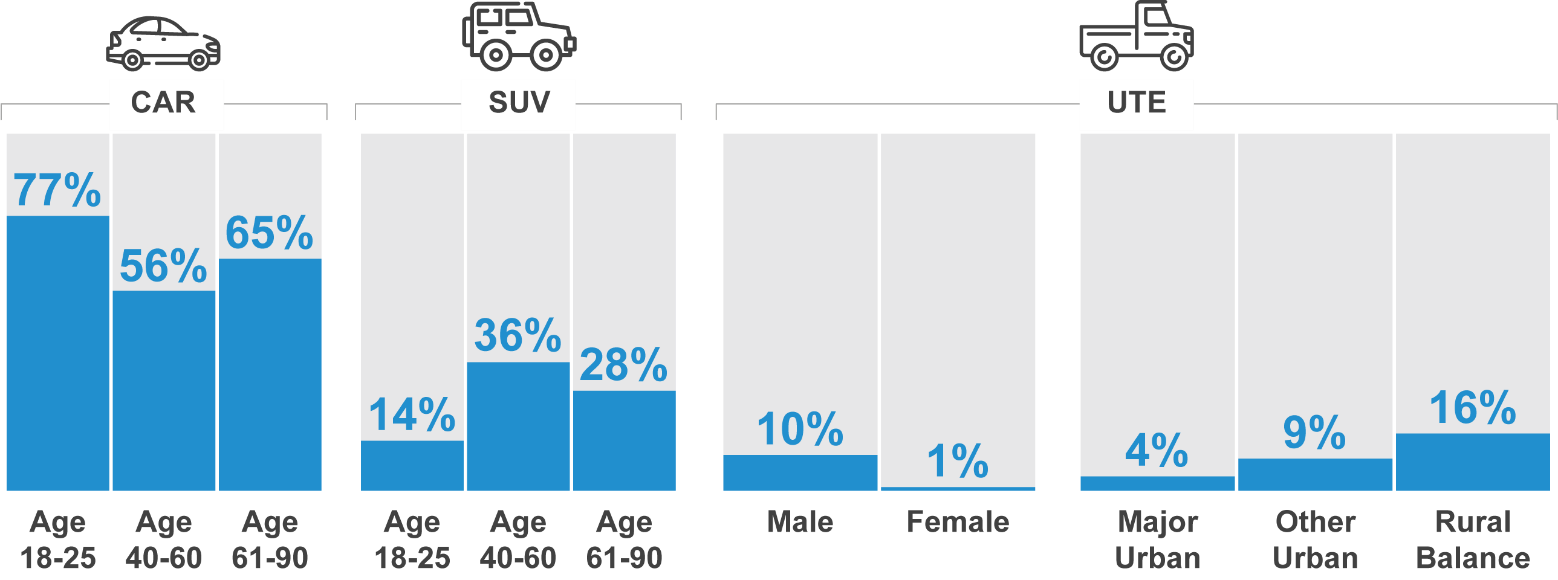 CAR
SUV
UTE
77%
56%
65%
14%
36%
28%
10%
1%
4%
9%
16%
Age
18-25
Age
40-60
Age
61-90
Age
18-25
Age
40-60
Age
61-90
Male
Female
Major
Urban
Other
Urban
Rural
Balance